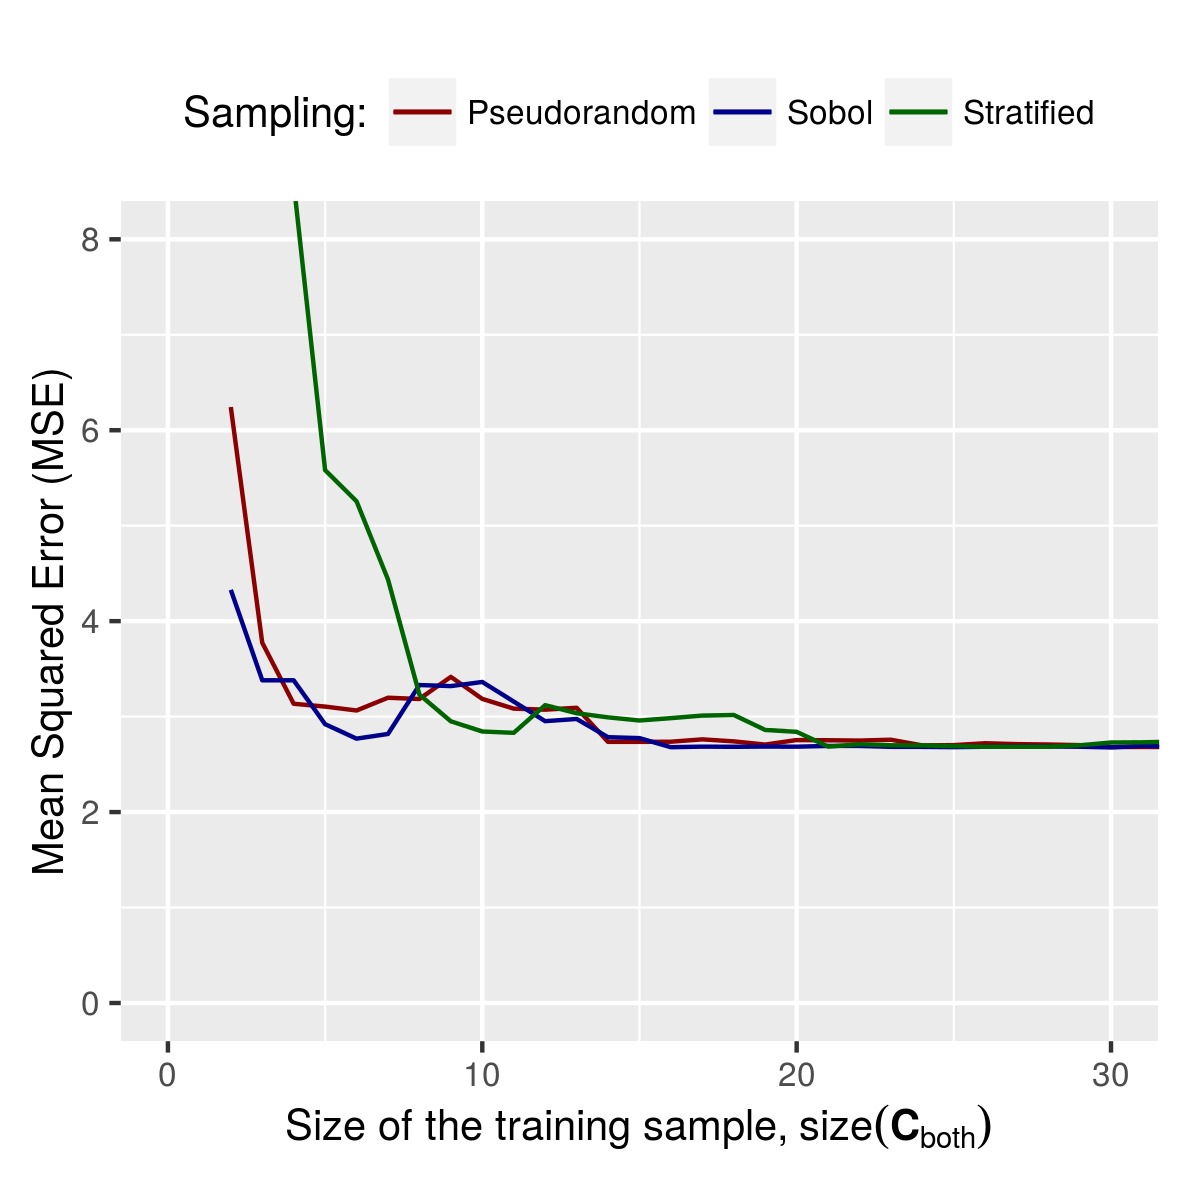 Sampling: Pseudorandom Sobol Stratified
Mean Squared Error (MSE)
8
6
4
2
0
0 10 20 30
Size of the training sample, size(C_both)